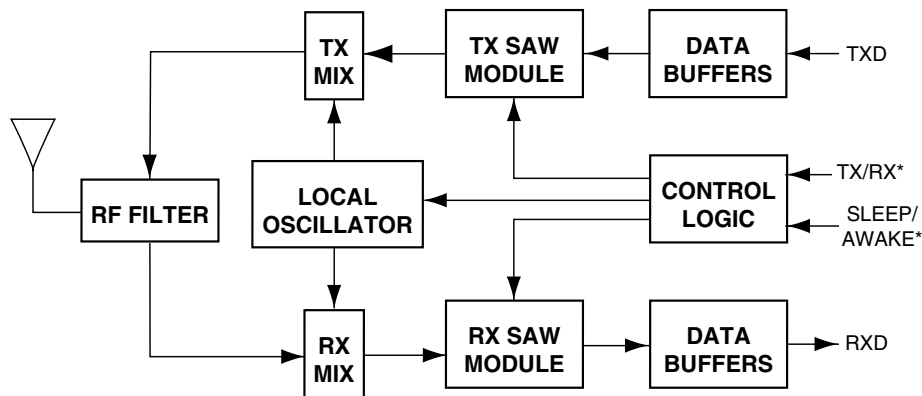 TX
MIX
TX SAW
MODULE
DATA
BUFFERS
TXD
RF FILTER
LOCAL
OSCILLATOR
CONTROL
LOGIC
TX/RX*
SLEEP/
AWAKE*
RX
MIX
RX SAW
MODULE
DATA
BUFFERS
RXD